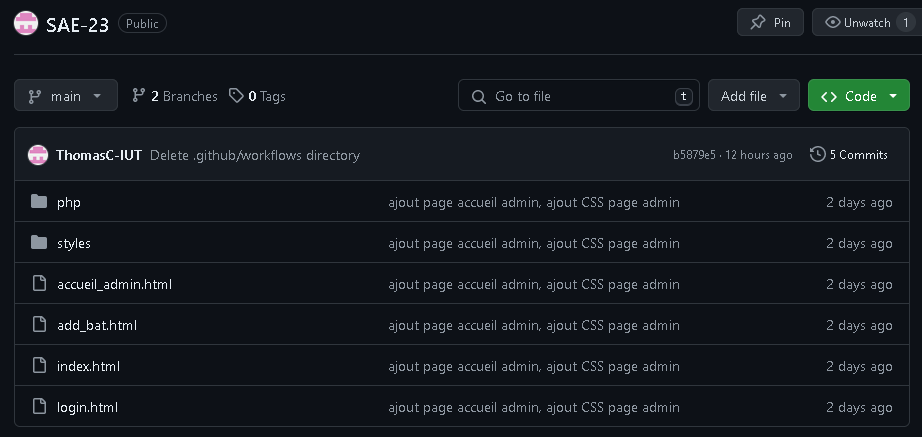 SAE-23 Public Pin Unwatch 1
main 2 Branches 0 Tags Go to file t Add file Code
ThomasC-IUT Delete .github/workflows directory b5879e5 · 12 hours ago 5 Commits
php ajout page accueil admin, ajout CSS page admin 2 days ago
styles ajout page accueil admin, ajout CSS page admin 2 days ago
accueil_admin.html ajout page accueil admin, ajout CSS page admin 2 days ago
add_bat.html ajout page accueil admin, ajout CSS page admin 2 days ago
index.html ajout page accueil admin, ajout CSS page admin 2 days ago
login.html ajout page accueil admin, ajout CSS page admin 2 days ago